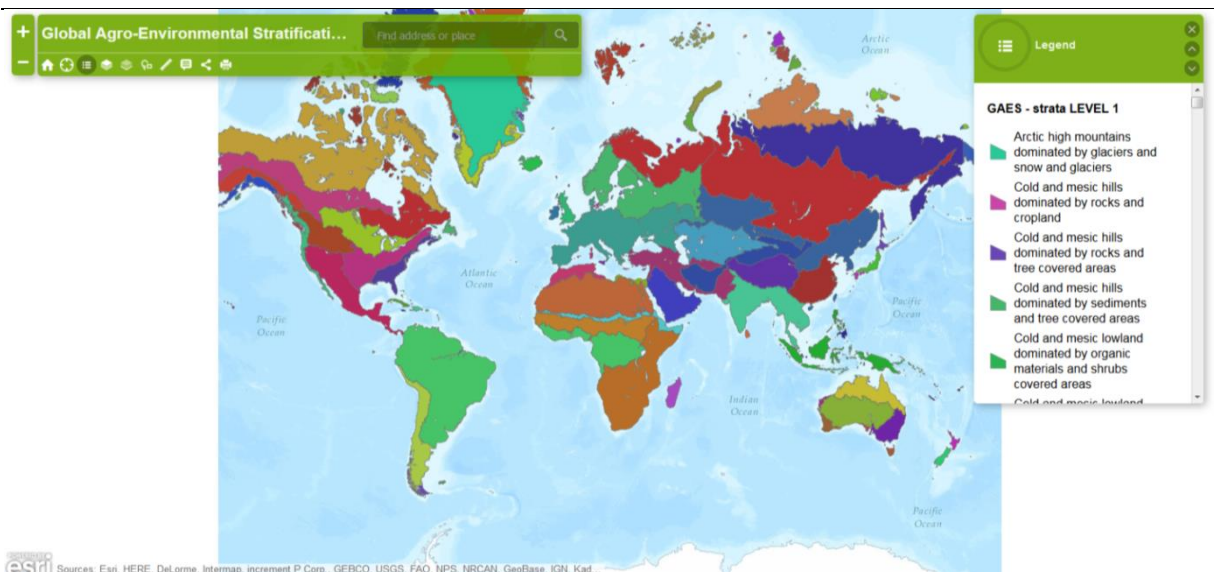 +
Global Agro-Environmental Stratificati...
Find address or place
−
Legend
GAES - strata LEVEL 1
Arctic high mountains
dominated by glaciers and
snow and glaciers
Cold and mesic hills
dominated by rocks and
cropland
Cold and mesic hills
dominated by rocks and
tree covered areas
Cold and mesic hills
dominated by sediments
and tree covered areas
Cold and mesic lowland
dominated by organic
materials and shrubs
covered areas
Cold and mesic lowland
Arctic
Ocean
Atlantic
Ocean
Pacific
Ocean
Pacific
Ocean
Indian
Ocean
Pacific
Ocean
esri
Sources: Esri, HERE, DeLorme, Intermap, increment P Corp., GEBCO, USGS, FAO, NPS, NRCAN, GeoBase, IGN, Kad